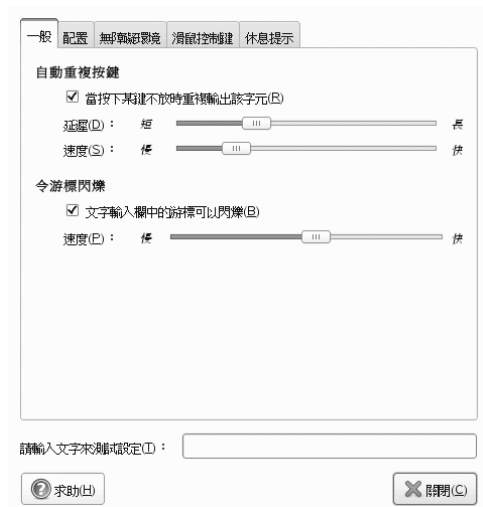 一般 配置 無障礙環境 滑鼠控制鍵 休息提示
自動重複按鍵
當按下某鍵不放時重複輸出該字元(R)
延遲(D)： 短 長
速度(S)： 慢 快
令游標閃爍
文字輸入欄中的游標可以閃爍(B)
速度(P)： 慢 快
請輸入文字來測試設定(T)：
求助(H) 關閉(C)